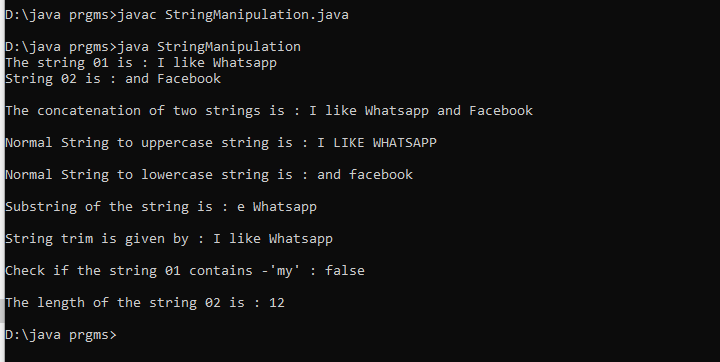 D:\java prgms>javac StringManipulation.java
D:\java prgms>java StringManipulation
The string 01 is : I like Whatsapp
String 02 is : and Facebook
The concatenation of two strings is : I like Whatsapp and Facebook
Normal String to uppercase string is : I LIKE WHATSAPP
Normal String to lowercase string is : and facebook
Substring of the string is : e Whatsapp
String trim is given by : I like Whatsapp
Check if the string 01 contains -'my' : false
The length of the string 02 is : 12
D:\java prgms>